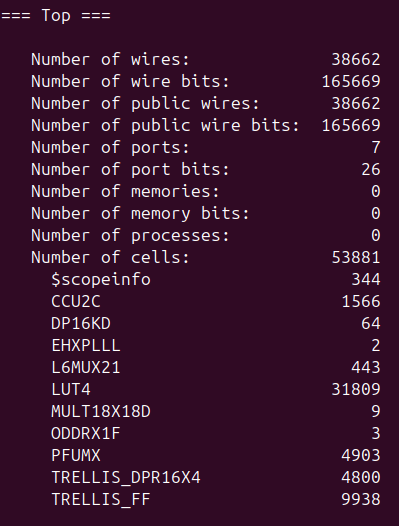 === Top ===
Number of wires: 38662
Number of wire bits: 165669
Number of public wires: 38662
Number of public wire bits: 165669
Number of ports: 7
Number of port bits: 26
Number of memories: 0
Number of memory bits: 0
Number of processes: 0
Number of cells: 53881
$scopeinfo 344
CCU2C 1566
DP16KD 64
EHXPLLL 2
L6MUX21 443
LUT4 31809
MULT18X18D 9
ODDRX1F 3
PFUMX 4903
TRELLIS_DPR16X4 4800
TRELLIS_FF 9938